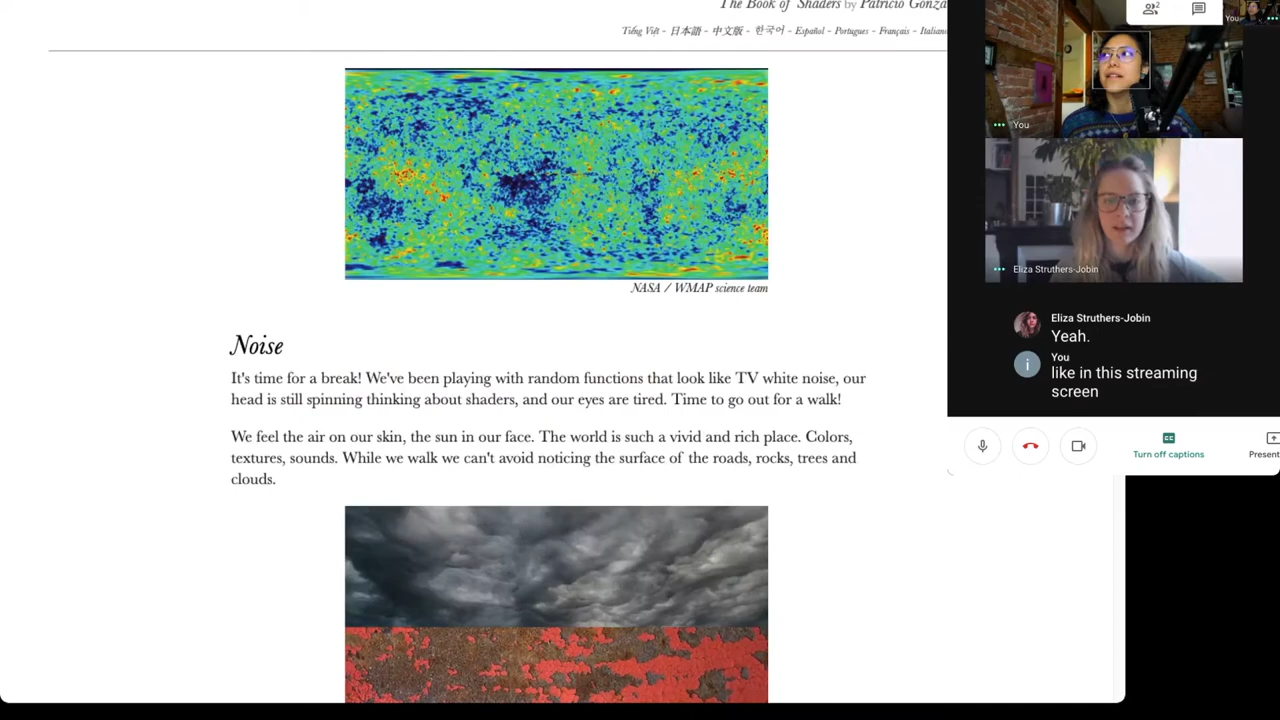 The Book of Shaders by Patricio Gonza
Tiếng Việt - 日本語 - 中文版 - 한국어 - Español - Portugues - Français - Italiano
NASA / WMAP science team
Noise
It's time for a break! We've been playing with random functions that look like TV white noise, our
head is still spinning thinking about shaders, and our eyes are tired. Time to go out for a walk!
We feel the air on our skin, the sun in our face. The world is such a vivid and rich place. Colors,
textures, sounds. While we walk we can't avoid noticing the surface of the roads, rocks, trees and
clouds.
2
You
You
Eliza Struthers-Jobin
Eliza Struthers-Jobin
Yeah.
i
You
like in this streaming
screen
Turn off captions
Present